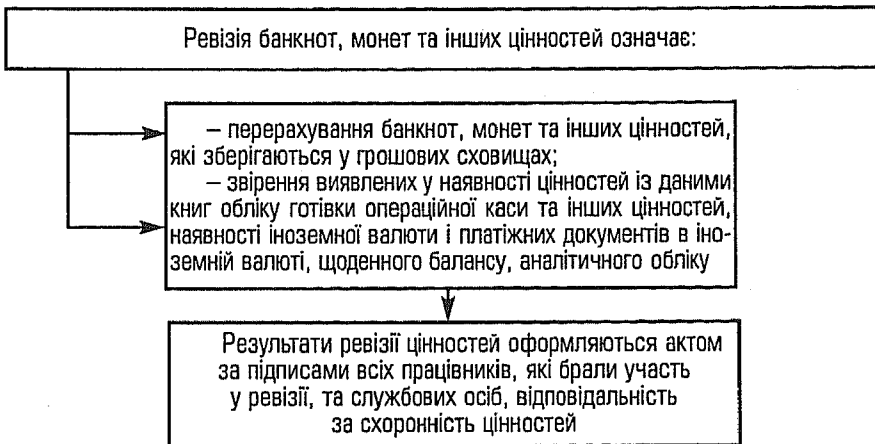 Ревізія банкнот, монет та інших цінностей означає:
– перерахування банкнот, монет та інших цінностей,
які зберігаються у грошових сховищах;
– звірення виявлених у наявності цінностей із даними
книг обліку готівки операційної каси та інших цінностей,
наявності іноземної валюти і платіжних документів в іно-
земній валюті, щоденного балансу, аналітичного обліку
Результати ревізії цінностей оформляються актом
за підписами всіх працівників, які брали участь
у ревізії, та службових осіб, відповідальність
за схоронність цінностей